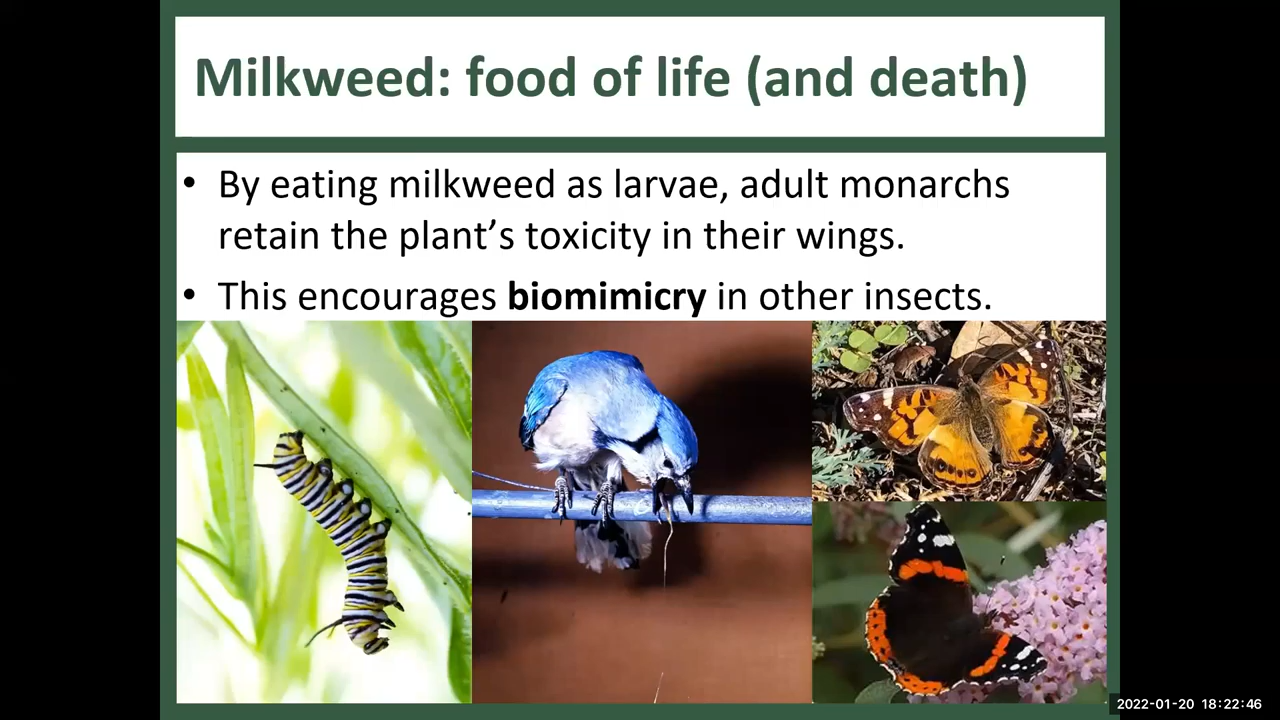 Milkweed: food of life (and death)
• By eating milkweed as larvae, adult monarchs
retain the plant’s toxicity in their wings.
• This encourages biomimicry in other insects.
2022-01-20 18:22:46